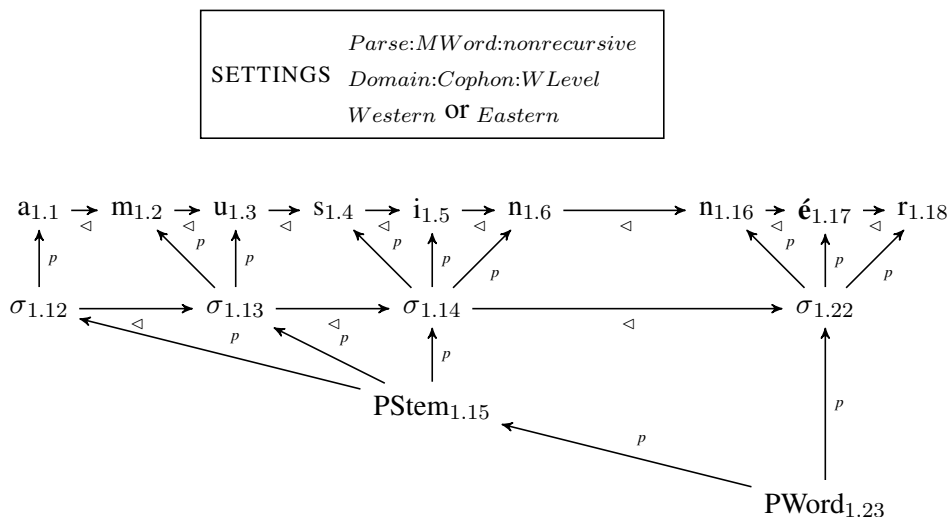 SETTINGS
Parse:MWord:nonrecursive
Domain:Cophon:WLevel
Western or Eastern
a1.1 m1.2 u1.3 s1.4 i1.5 n1.6 n1.16 é1.17 r1.18
◁ ◁ ◁ ◁ ◁ ◁ ◁ ◁
p p p p p p p p p
σ1.12 σ1.13 σ1.14 σ1.22
◁ ◁ ◁
p p p
PStem1.15
p p
PWord1.23